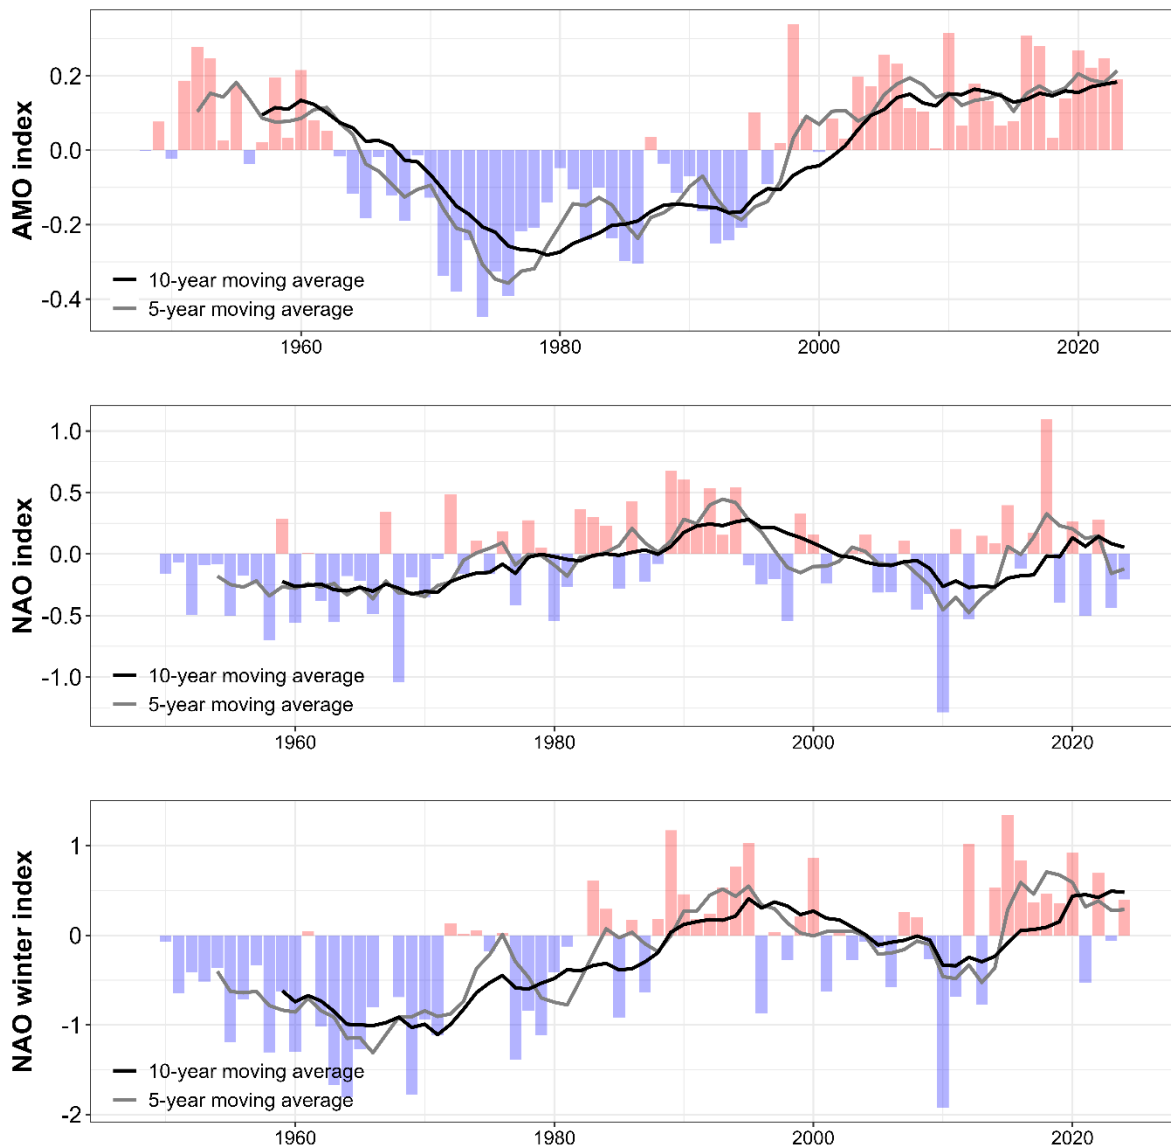 AMO index
0.2
0.0
-0.2
-0.4
10-year moving average
5-year moving average
1960
1980
2000
2020
NAO index
1.0
0.5
0.0
-0.5
-1.0
10-year moving average
5-year moving average
1960
1980
2000
2020
NAO winter index
1
0
-1
-2
10-year moving average
5-year moving average
1960
1980
2000
2020